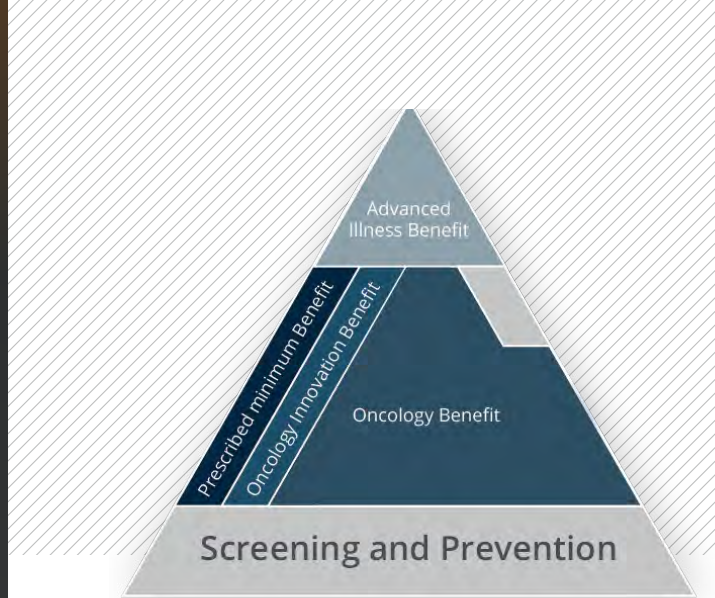 Advanced
Illness Benefit
Prescribed minimum Benefit
Oncology Innovation Benefit
Oncology Benefit
Screening and Prevention